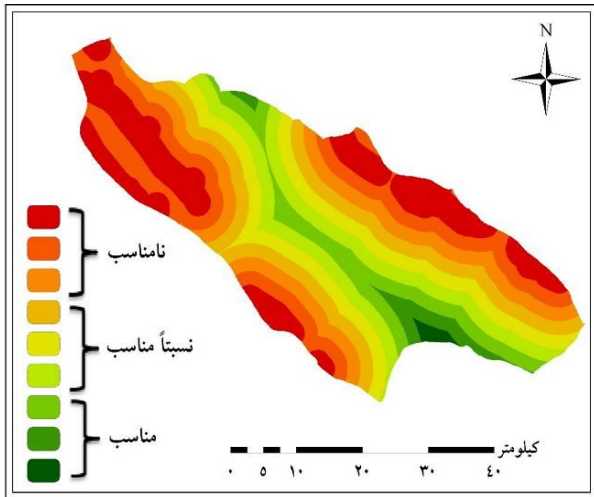 N
نامناسب
نسبتاً مناسب
مناسب
کیلومتر
۰ ۵ ۱۰ ۲۰ ۳۰ ۴۰